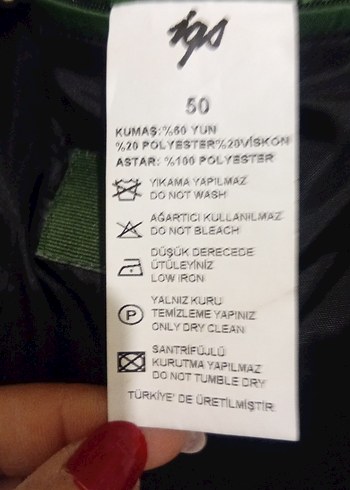 igs
50
KUMAŞ:%60 YUN
%20 POLYESTER%20VİSKON
ASTAR: %100 POLYESTER
YIKAMA YAPILMAZ
DO NOT WASH
AĞARTICI KULLANILMAZ
DO NOT BLEACH
DÜŞÜK DERECEDE
ÜTÜLEYİNİZ
LOW IRON
P
YALNIZ KURU
TEMİZLEME YAPINIZ
ONLY DRY CLEAN
SANTRİFÜJLÜ
KURUTMA YAPILMAZ
DO NOT TUMBLE DRY
TÜRKİYE' DE ÜRETİLMİŞTİR